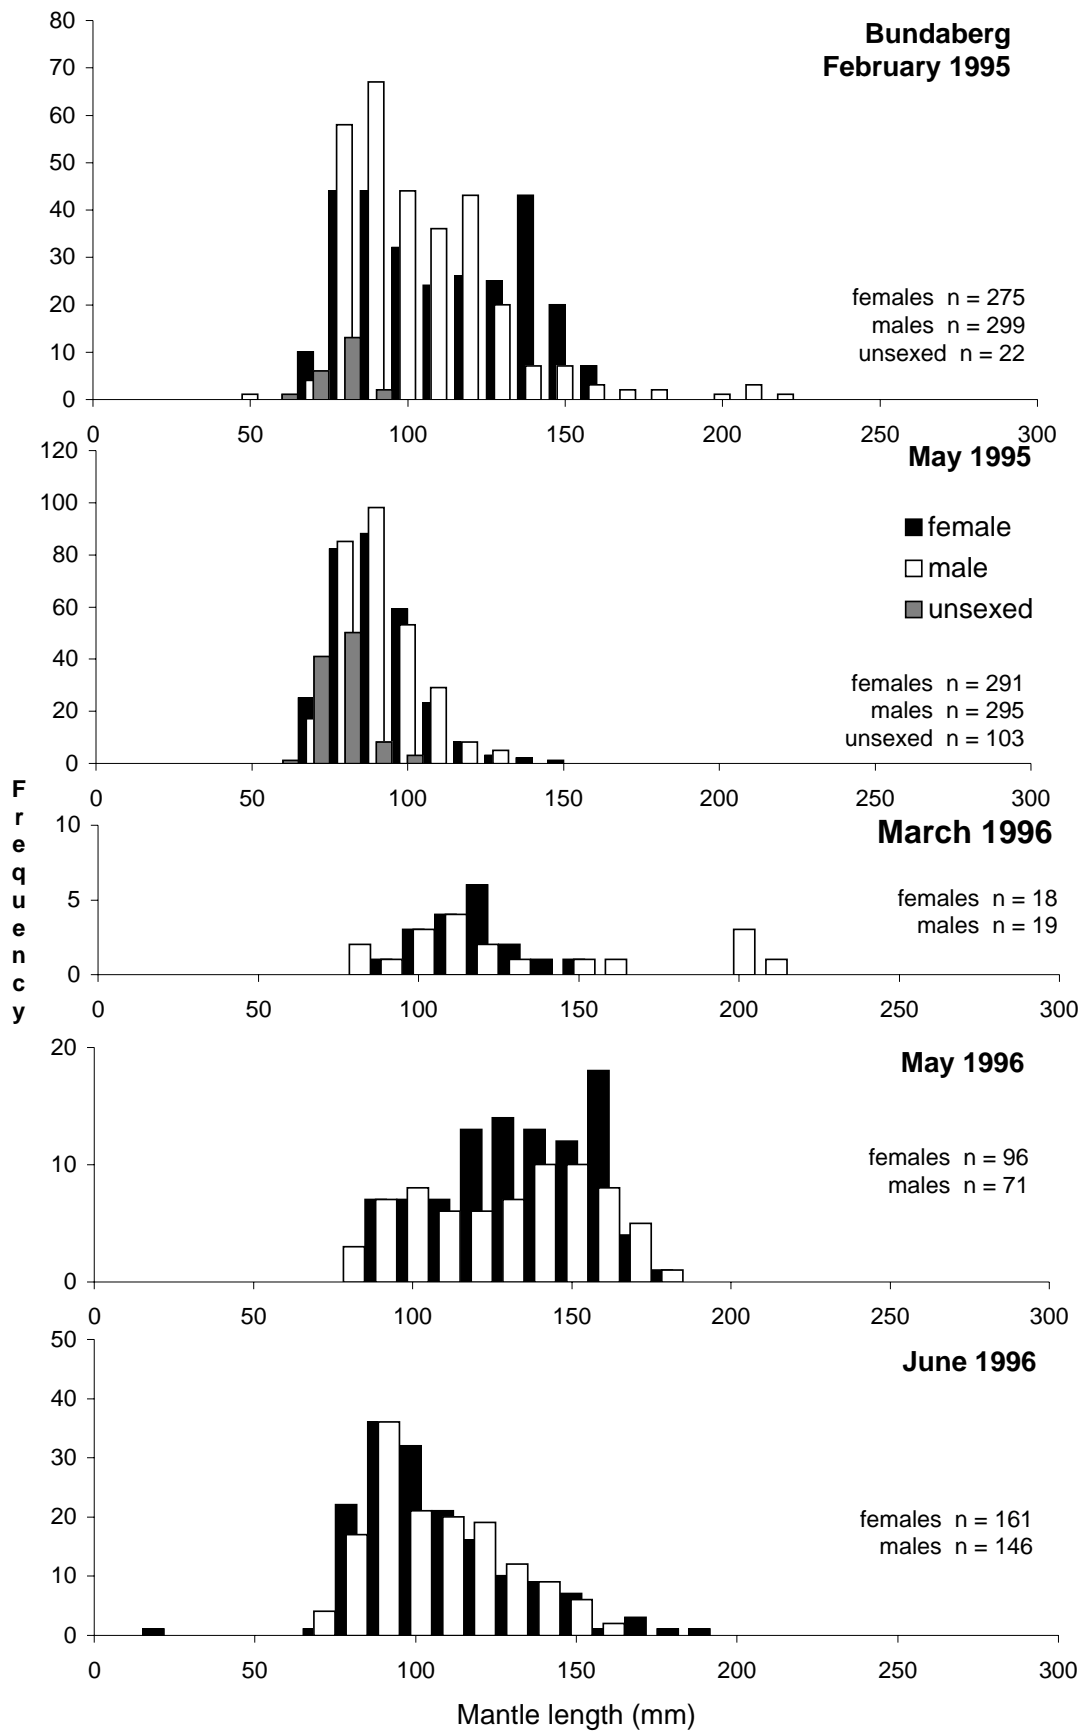 Bundaberg
February 1995
80
70
60
50
40
30
20
10
0
females n = 275
males n = 299
unsexed n = 22
0 50 100 150 200 250 300
May 1995
120
100
80
60
40
20
0
female
male
unsexed
females n = 291
males n = 295
unsexed n = 103
0 50 100 150 200 250 300
Frequency
March 1996
10
5
0
females n = 18
males n = 19
0 50 100 150 200 250 300
May 1996
20
10
0
females n = 96
males n = 71
0 50 100 150 200 250 300
June 1996
50
40
30
20
10
0
females n = 161
males n = 146
0 50 100 150 200 250 300
Mantle length (mm)